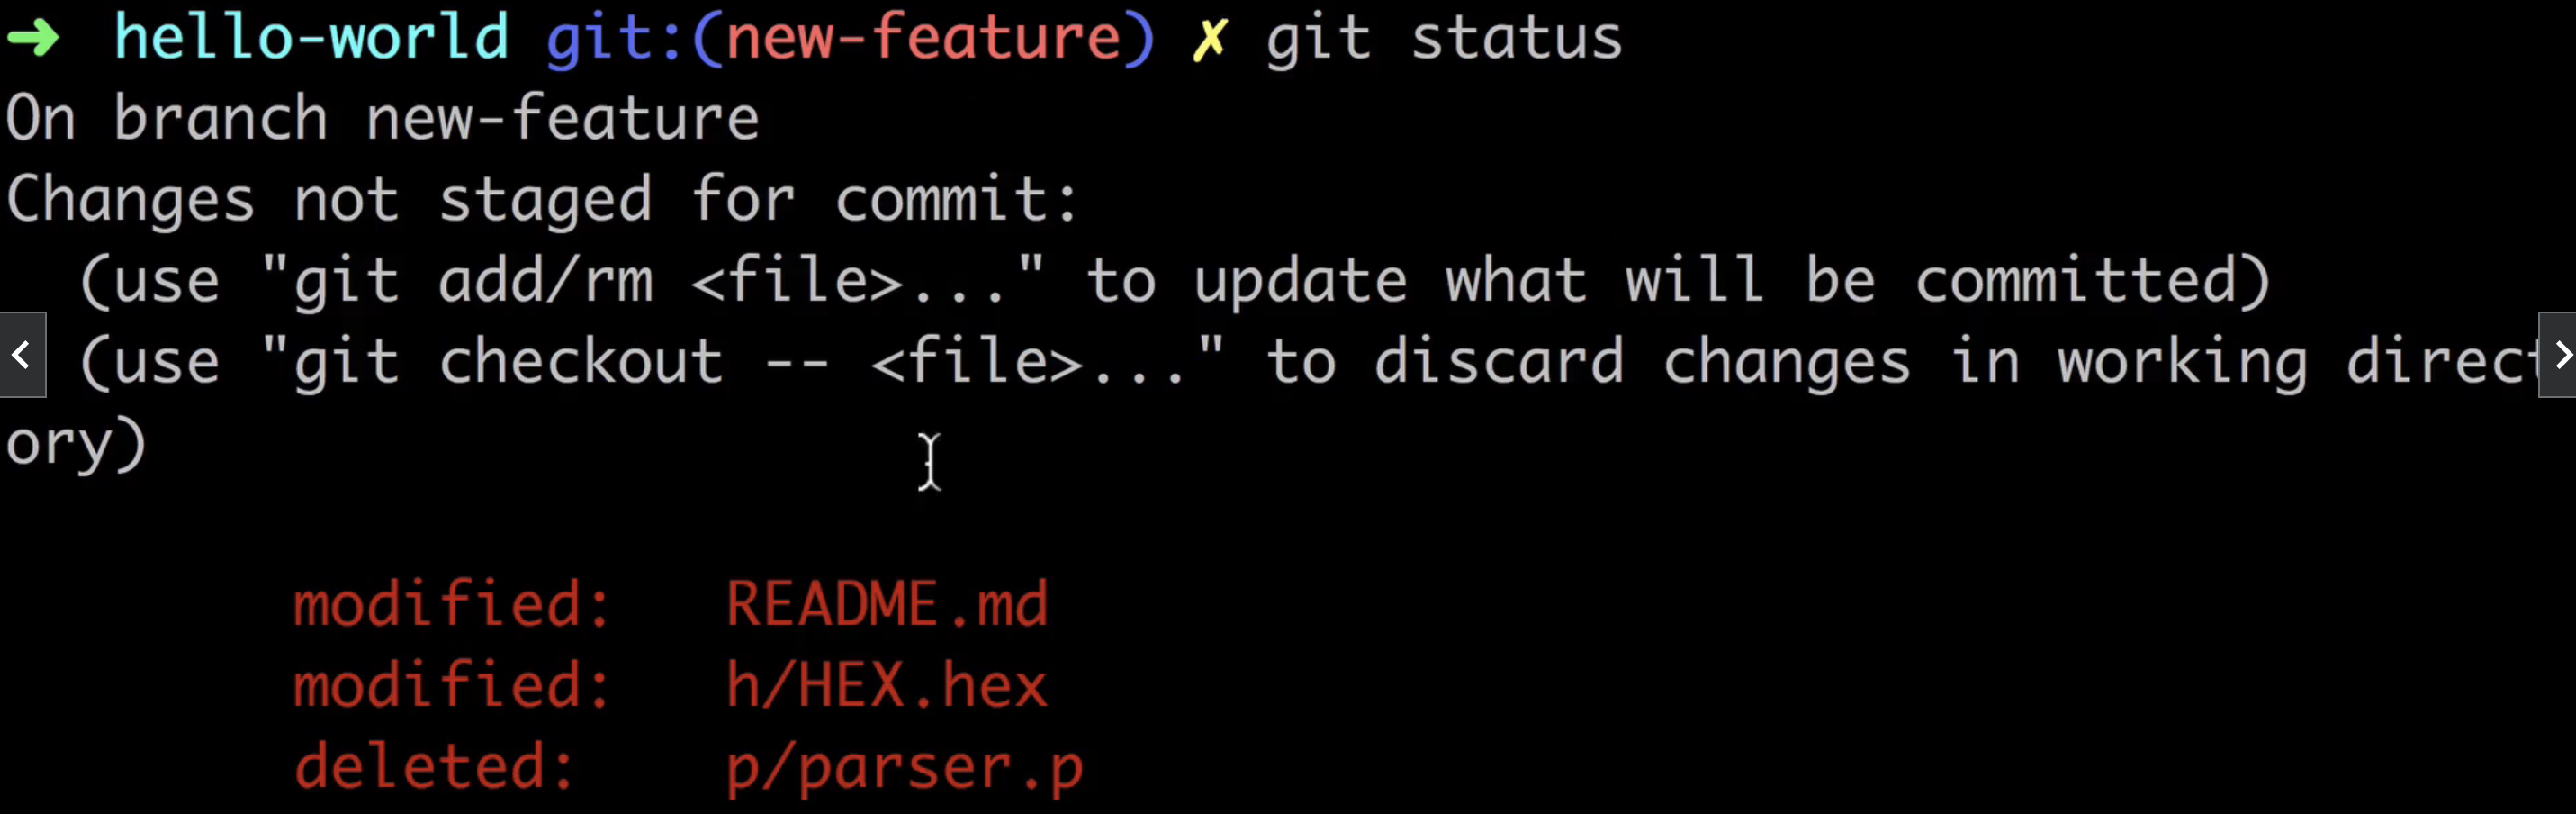 ➜ hello-world git:(new-feature) ✗ git status
On branch new-feature
Changes not staged for commit:
(use "git add/rm <file>..." to update what will be committed)
(use "git checkout -- <file>..." to discard changes in working direct
ory)
modified: README.md
modified: h/HEX.hex
deleted: p/parser.p